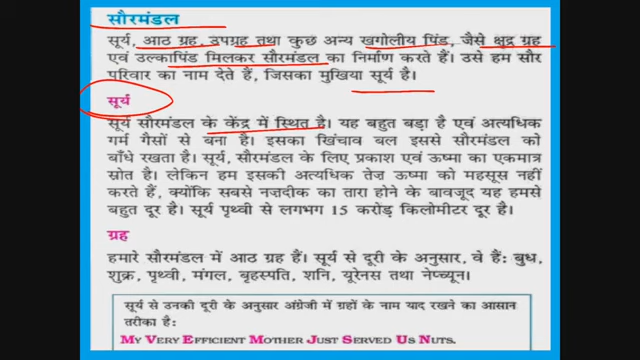 सौरमंडल
सूर्य, आठ ग्रह, उपग्रह तथा कुछ अन्य खगोलीय पिंड, जैसे क्षुद्र ग्रह
एवं उल्कापिंड मिलकर सौरमंडल का निर्माण करते हैं। उसे हम सौर
परिवार का नाम देते हैं, जिसका मुखिया सूर्य है।
सूर्य
सूर्य सौरमंडल के केंद्र में स्थित है। यह बहुत बड़ा है एवं अत्यधिक
गर्म गैसों से बना है। इसका खिंचाव बल इससे सौरमंडल को
बाँधे रखता है। सूर्य, सौरमंडल के लिए प्रकाश एवं ऊष्मा का एकमात्र
स्रोत है। लेकिन हम इसकी अत्यधिक तेज़ ऊष्मा को महसूस नहीं
करते हैं, क्योंकि सबसे नज़दीक का तारा होने के बावजूद यह हमसे
बहुत दूर है। सूर्य पृथ्वी से लगभग 15 करोड़ किलोमीटर दूर है।
ग्रह
हमारे सौरमंडल में आठ ग्रह हैं। सूर्य से दूरी के अनुसार, वे हैं: बुध,
शुक्र, पृथ्वी, मंगल, बृहस्पति, शनि, यूरेनस तथा नेप्च्यून।
सूर्य से उनकी दूरी के अनुसार अंग्रेजी में ग्रहों के नाम याद रखने का आसान
तरीका है:
MY VERY EFFICIENT MOTHER JUST SERVED US NUTS.